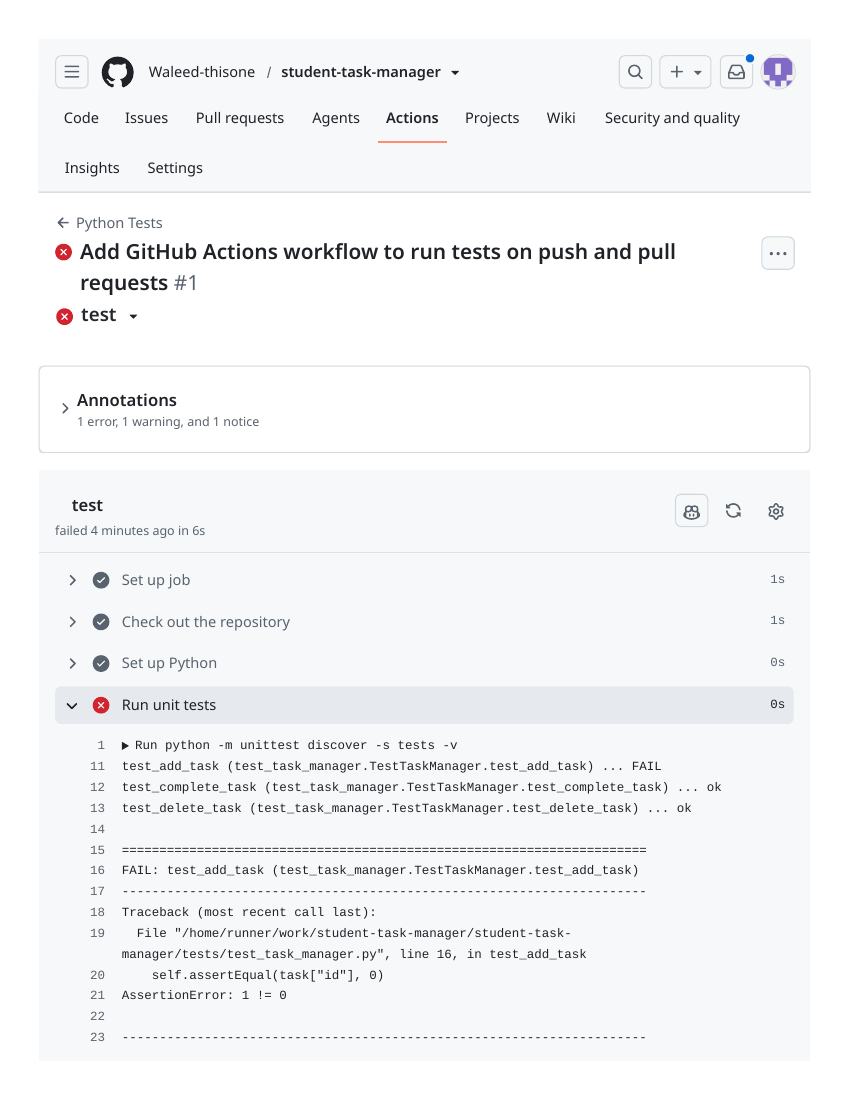 Waleed-thisone / student-task-manager
Code Issues Pull requests Agents Actions Projects Wiki Security and quality
Insights Settings
Python Tests
Add GitHub Actions workflow to run tests on push and pull
requests #1
test
Annotations
1 error, 1 warning, and 1 notice
test
failed 4 minutes ago in 6s
Set up job 1s
Check out the repository 1s
Set up Python 0s
Run unit tests 0s
1 Run python -m unittest discover -s tests -v
11 test_add_task (test_task_manager.TestTaskManager.test_add_task) ... FAIL
12 test_complete_task (test_task_manager.TestTaskManager.test_complete_task) ... ok
13 test_delete_task (test_task_manager.TestTaskManager.test_delete_task) ... ok
14
15 ======================================================================
16 FAIL: test_add_task (test_task_manager.TestTaskManager.test_add_task)
17 ----------------------------------------------------------------------
18 Traceback (most recent call last):
19   File "/home/runner/work/student-task-manager/student-task-
manager/tests/test_task_manager.py", line 16, in test_add_task
20     self.assertEqual(task["id"], 0)
21 AssertionError: 1 != 0
22
23 ----------------------------------------------------------------------